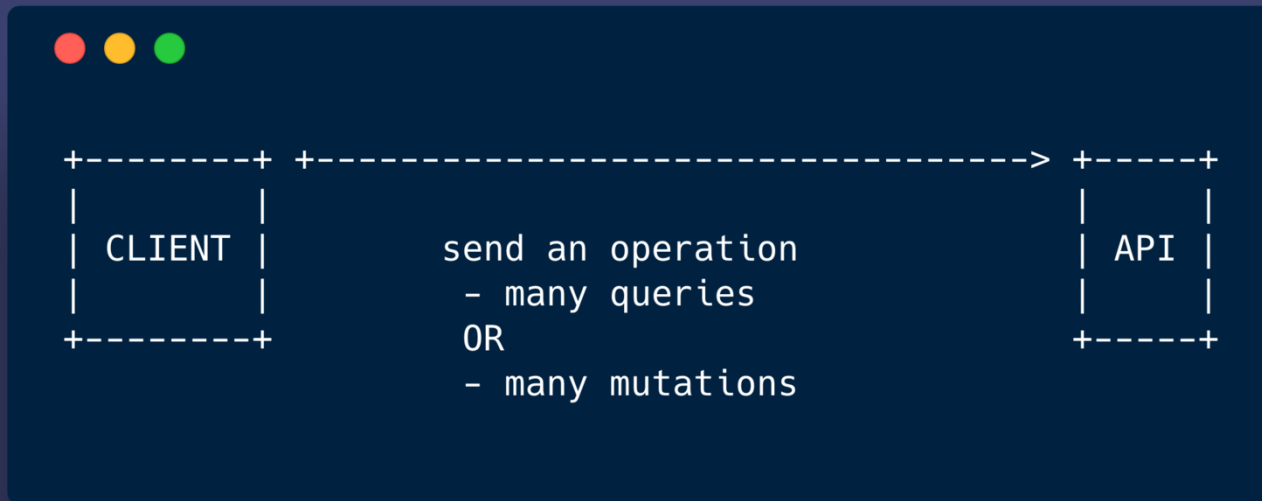 +--------+ +----------------------------------> +-----+
|        |                                      |     |
| CLIENT |        send an operation             | API |
|        |         - many queries               |     |
+--------+         OR                           +-----+
                   - many mutations